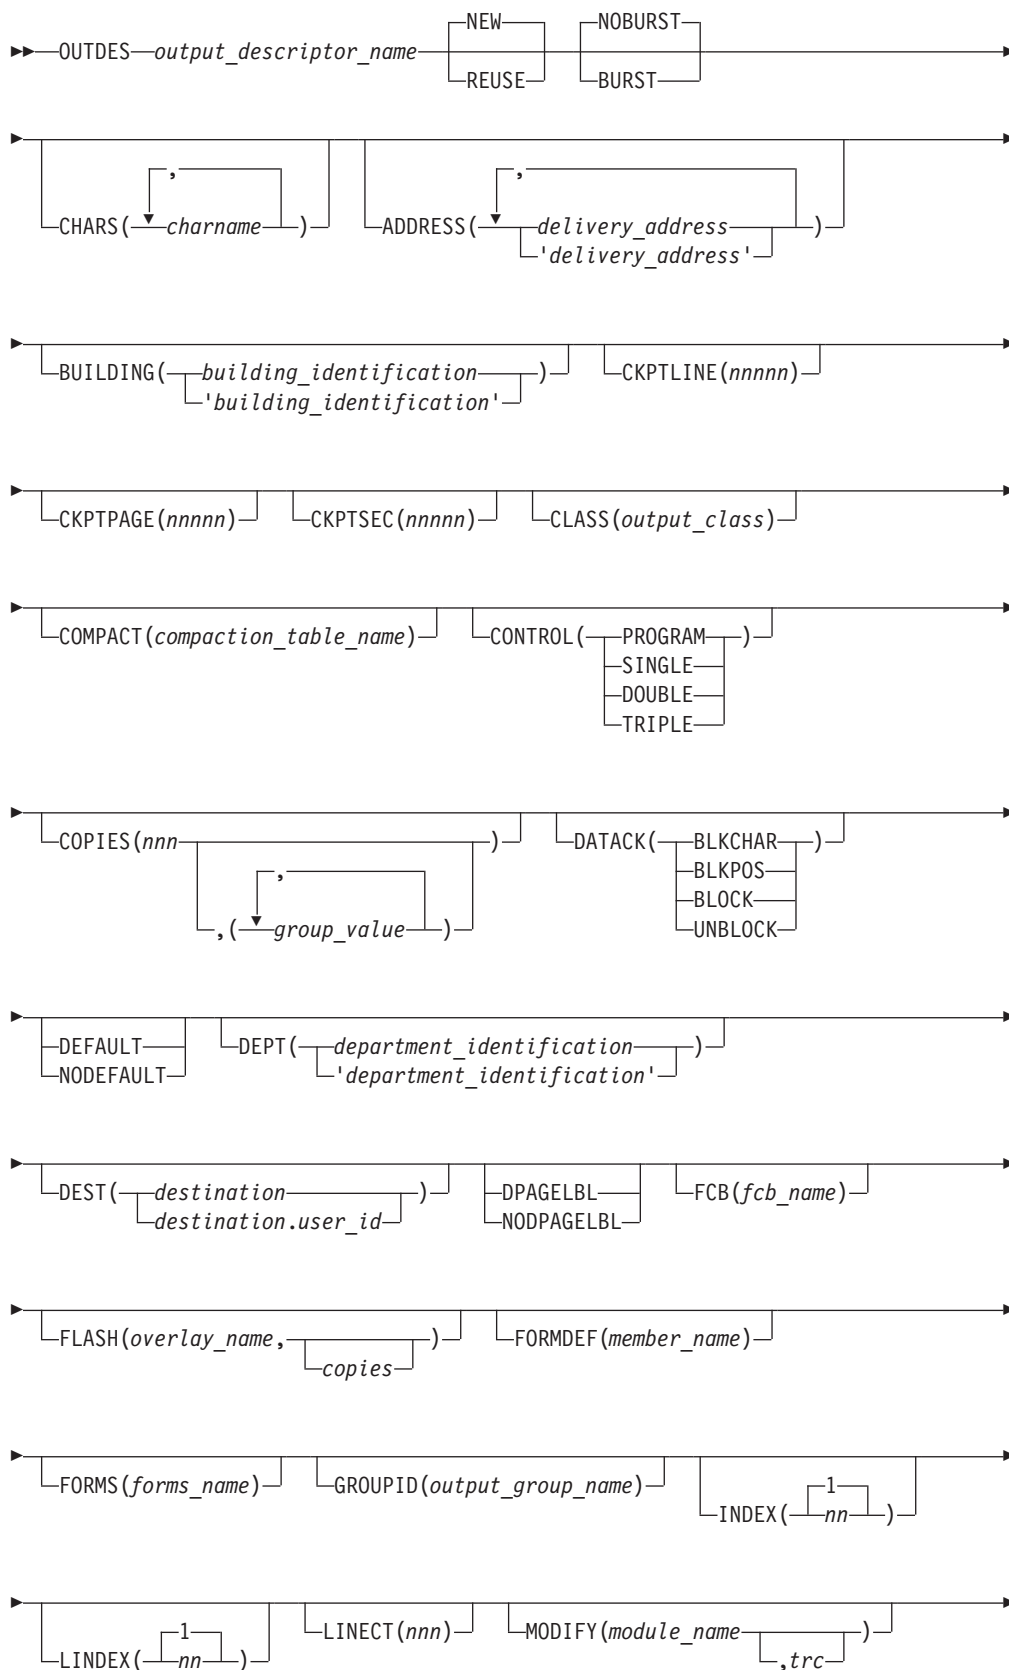 NEW NOBURST
OUTDES output_descriptor_name
REUSE BURST
, ,
CHARS( charname ) ADDRESS( delivery_address )
'delivery_address'
BUILDING( building_identification ) CKPTLINE(nnnnn)
'building_identification'
CKPTPAGE(nnnnn) CKPTSEC(nnnnn) CLASS(output_class)
COMPACT(compaction_table_name) CONTROL( PROGRAM )
SINGLE
DOUBLE
TRIPLE
COPIES(nnn ) DATACK( BLKCHAR )
, BLKPOS
BLOCK
,( group_value ) UNBLOCK
DEFAULT DEPT( department_identification )
NODEFAULT 'department_identification'
DEST( destination ) DPAGELBL FCB(fcb_name)
destination.user_id NODPAGELBL
FLASH(overlay_name, ) FORMDEF(member_name)
copies
FORMS(forms_name) GROUPID(output_group_name) 1
INDEX( nn )
1 LINECT(nnn) MODIFY(module_name )
LINDEX( nn ) ,trc